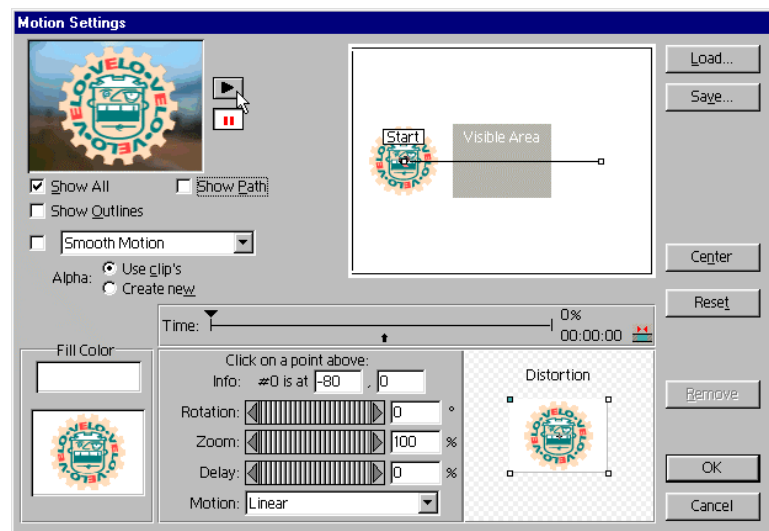 Motion Settings
VELO VELO VELO
Load...
Save...
Start
Visible Area
Show All
Show Path
Show Outlines
Smooth Motion
Alpha:
Use clip's
Create new
Center
Reset
Time:
0%
00:00:00
Fill Color
Click on a point above:
Info: #0 is at -80 , 0
Rotation: 0 °
Zoom: 100 %
Delay: 0 %
Motion: Linear
Distortion
VELO
Remove
OK
Cancel